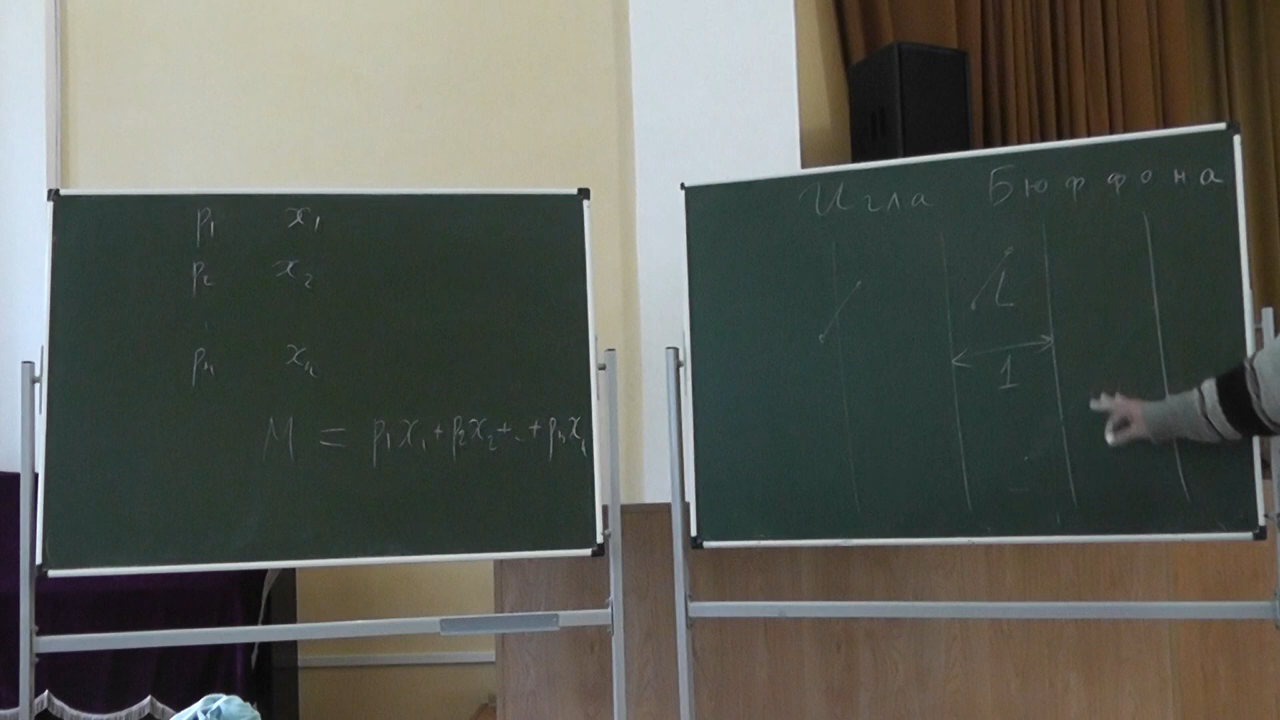 p₁ x₁
p₂ x₂
pₙ xₙ
M = p₁x₁+p₂x₂+..+pₙxₙ
Игла Бюффона
L
1